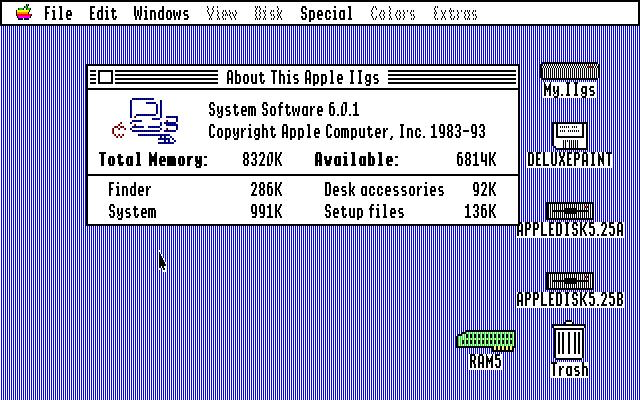 File Edit Windows View Disk Special Colors Extras
About This Apple IIgs
System Software 6.0.1
Copyright Apple Computer, Inc. 1983-93
Total Memory: 8320K Available: 6814K
Finder 286K Desk accessories 92K
System 991K Setup files 136K
My.IIgs
DELUXEPAINT
APPLEDISK5.25A
APPLEDISK5.25B
RAM5
Trash